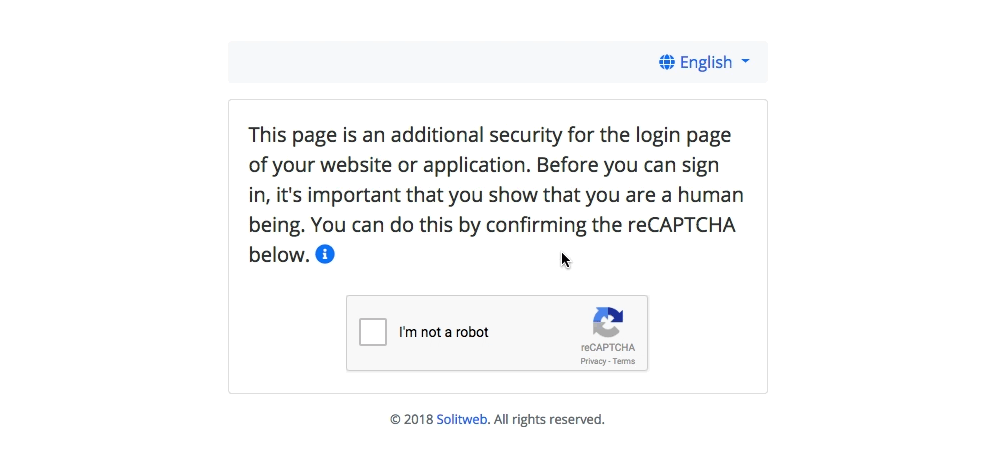 English
This page is an additional security for the login page
of your website or application. Before you can sign
in, it's important that you show that you are a human
being. You can do this by confirming the reCAPTCHA
below.
I'm not a robot
reCAPTCHA
Privacy - Terms
© 2018 Solitweb. All rights reserved.